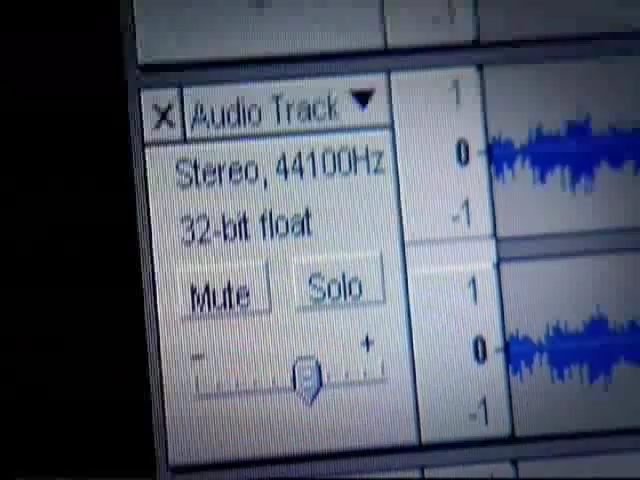 X Audio Track
Stereo, 44100Hz
32-bit float
Mute Solo
- +
1
0
-1
1
0
-1